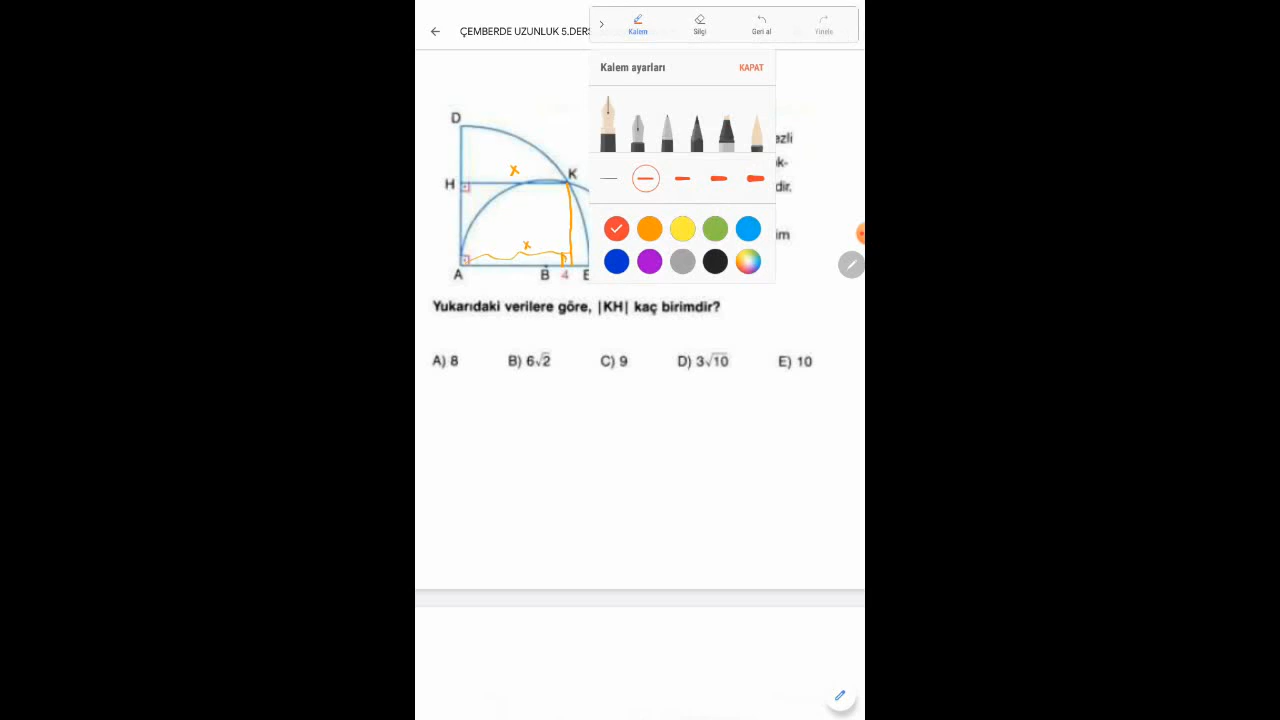 ÇEMBERDE UZUNLUK 5.DERS
Kalem
Silgi
Geri al
Yinele
Kalem ayarları
KAPAT
D
x
K
H
x
A
B
4
E
Yukarıdaki verilere göre, |KH| kaç birimdir?
A) 8
B) 6√2
C) 9
D) 3√10
E) 10